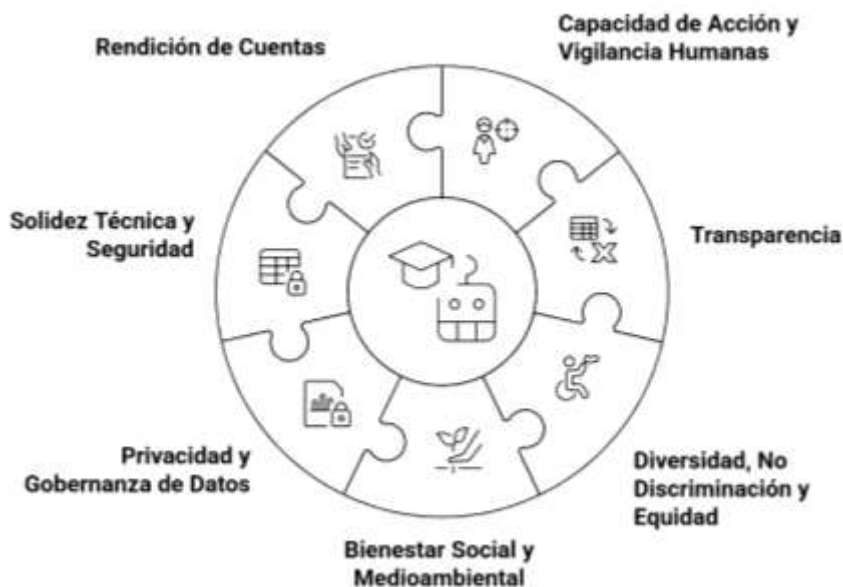 Capacidad de Acción y
Vigilancia Humanas
Rendición de Cuentas
Solidez Técnica y
Seguridad
Transparencia
Privacidad y
Gobernanza de Datos
Diversidad, No
Discriminación y
Equidad
Bienestar Social y
Medioambiental